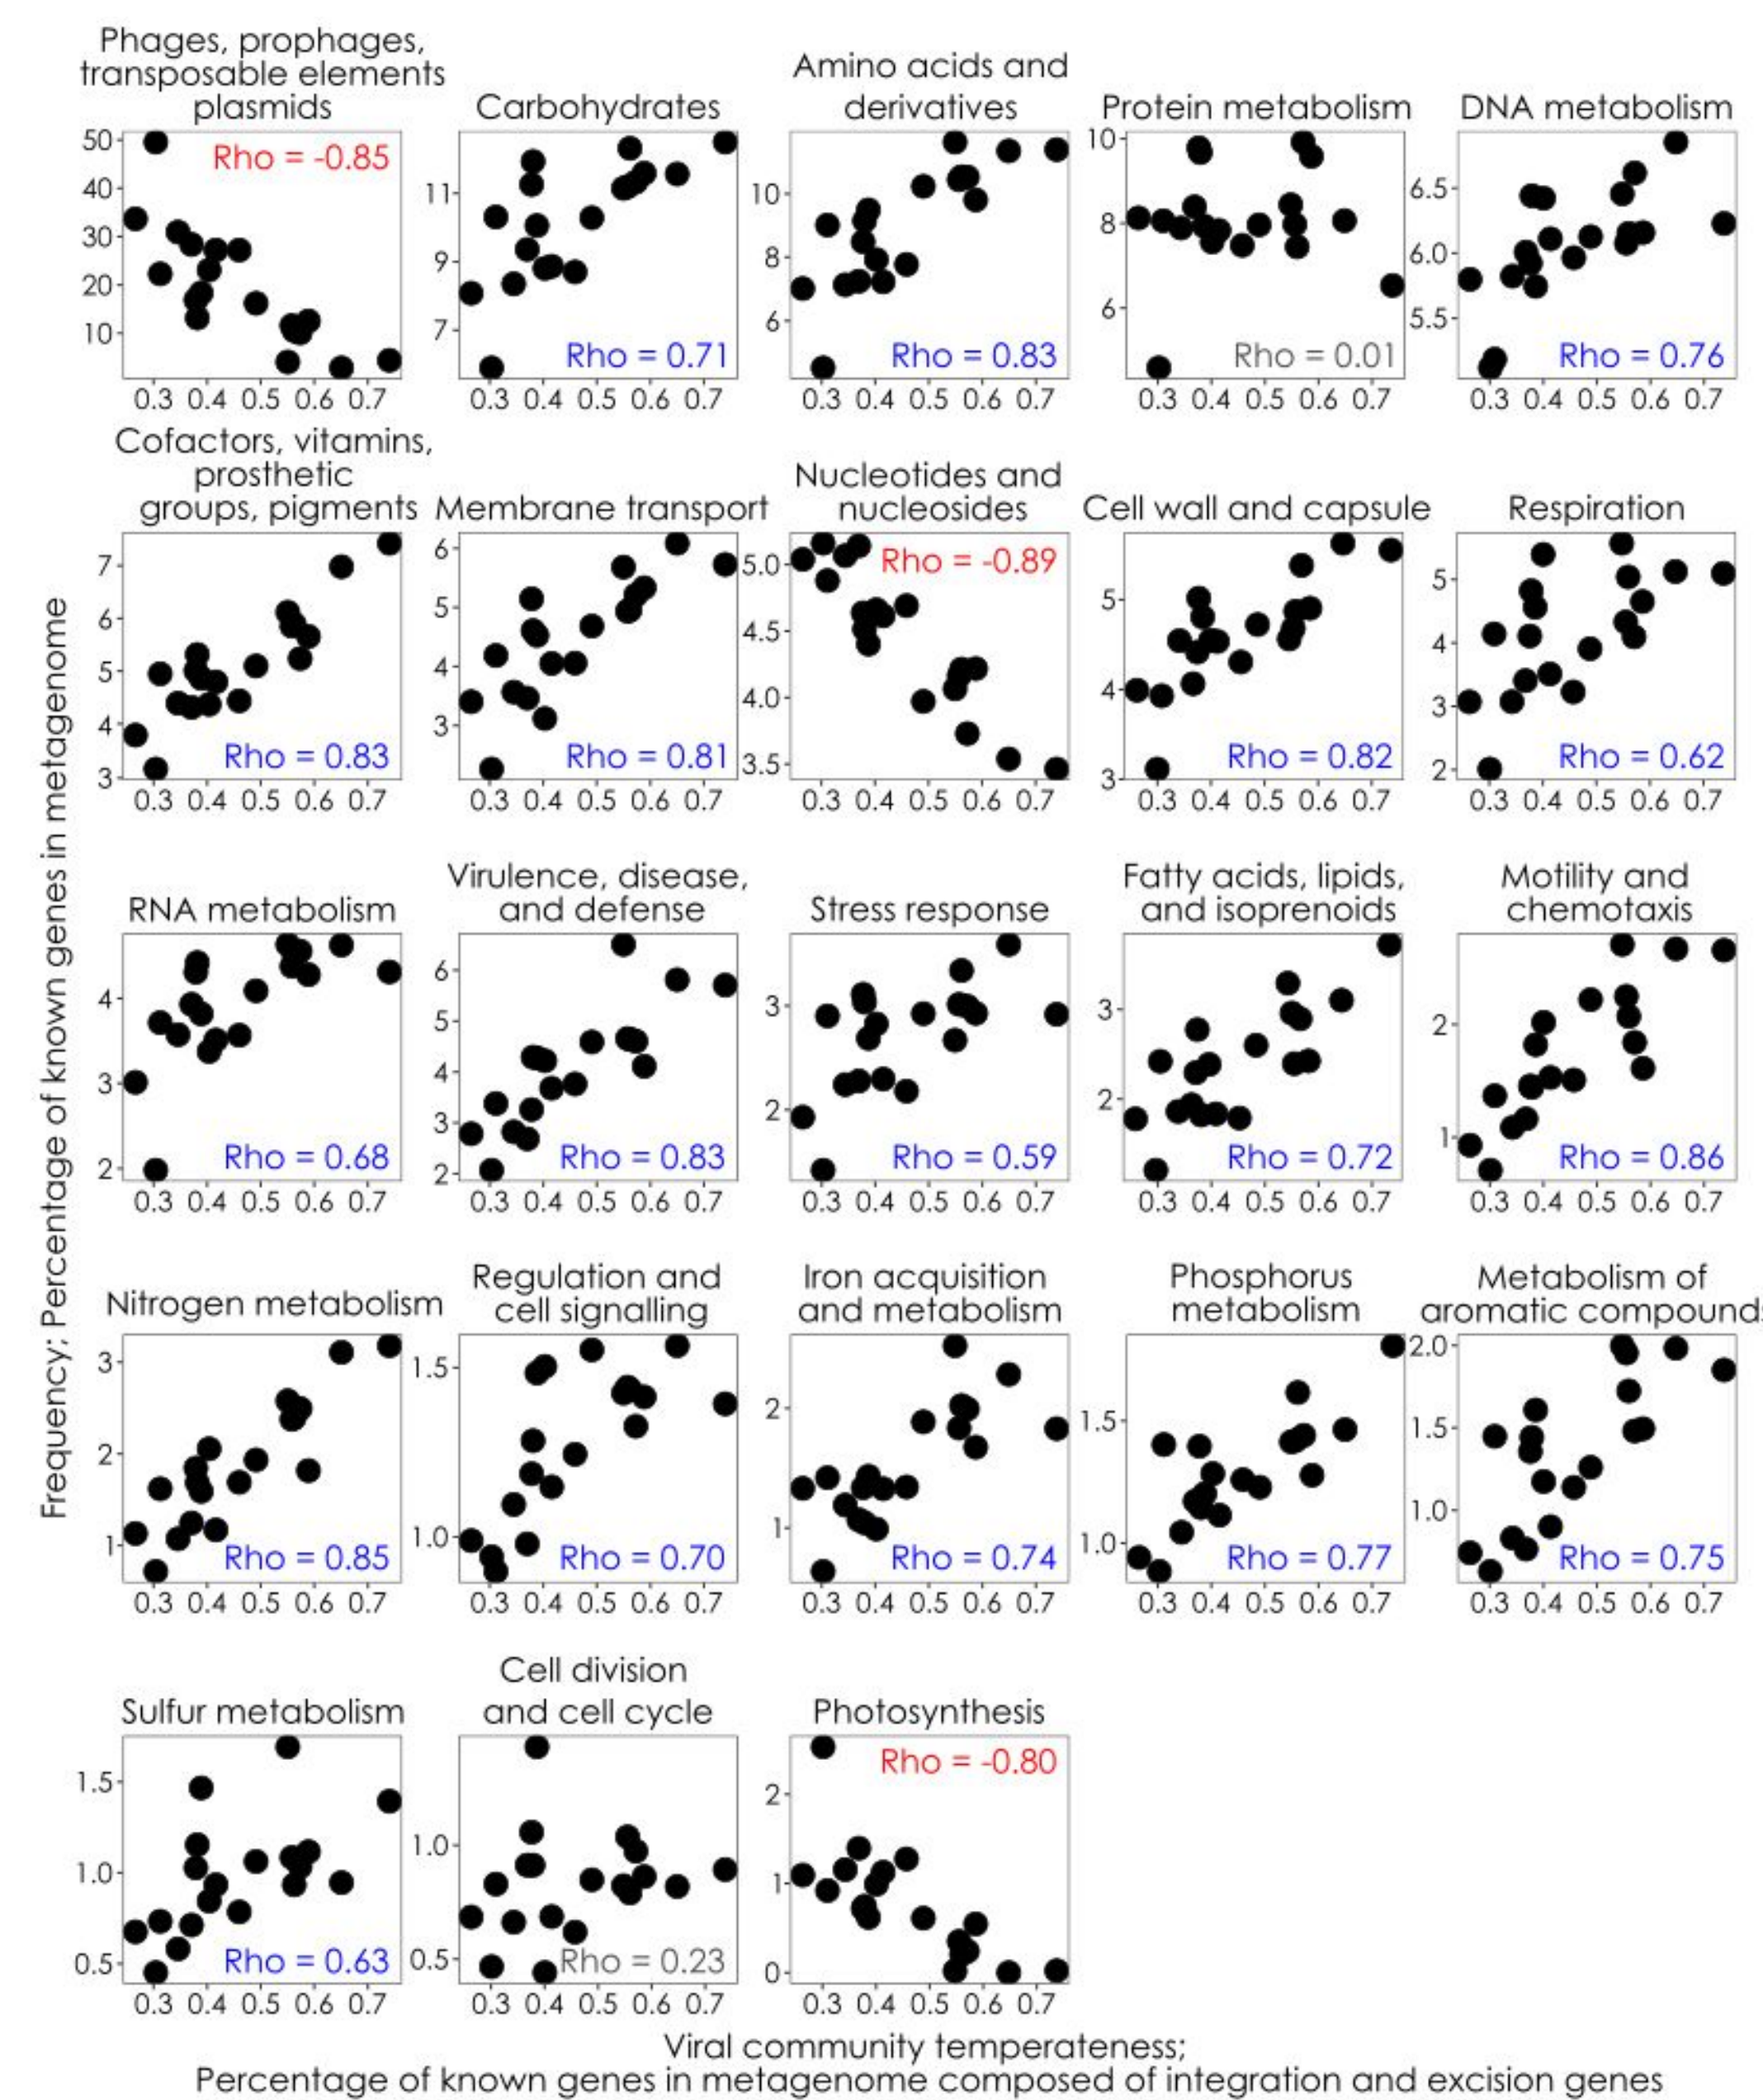 Phages, prophages,
transposable elements
plasmids
50
40
30
20
10
Rho = -0.85
0.3 0.4 0.5 0.6 0.7
Carbohydrates
11
9
7
Rho = 0.71
0.3 0.4 0.5 0.6 0.7
Amino acids and
derivatives
10
8
6
Rho = 0.83
0.3 0.4 0.5 0.6 0.7
Protein metabolism
10
8
6
Rho = 0.01
0.3 0.4 0.5 0.6 0.7
DNA metabolism
6.5
6.0
5.5
Rho = 0.76
0.3 0.4 0.5 0.6 0.7
Cofactors, vitamins,
prosthetic
groups, pigments
7
6
5
4
3
Rho = 0.83
0.3 0.4 0.5 0.6 0.7
Membrane transport
6
5
4
3
Rho = 0.81
0.3 0.4 0.5 0.6 0.7
Nucleotides and
nucleosides
5.0
4.5
4.0
3.5
Rho = -0.89
0.3 0.4 0.5 0.6 0.7
Cell wall and capsule
5
4
3
Rho = 0.82
0.3 0.4 0.5 0.6 0.7
Respiration
5
4
3
2
Rho = 0.62
0.3 0.4 0.5 0.6 0.7
RNA metabolism
4
3
2
Rho = 0.68
0.3 0.4 0.5 0.6 0.7
Virulence, disease,
and defense
6
5
4
3
2
Rho = 0.83
0.3 0.4 0.5 0.6 0.7
Stress response
3
2
Rho = 0.59
0.3 0.4 0.5 0.6 0.7
Fatty acids, lipids,
and isoprenoids
3
2
Rho = 0.72
0.3 0.4 0.5 0.6 0.7
Motility and
chemotaxis
2
1
Rho = 0.86
0.3 0.4 0.5 0.6 0.7
Nitrogen metabolism
3
2
1
Rho = 0.85
0.3 0.4 0.5 0.6 0.7
Regulation and
cell signalling
1.5
1.0
Rho = 0.70
0.3 0.4 0.5 0.6 0.7
Iron acquisition
and metabolism
2
1
Rho = 0.74
0.3 0.4 0.5 0.6 0.7
Phosphorus
metabolism
1.5
1.0
Rho = 0.77
0.3 0.4 0.5 0.6 0.7
Metabolism of
aromatic compounds
2.0
1.5
1.0
Rho = 0.75
0.3 0.4 0.5 0.6 0.7
Sulfur metabolism
1.5
1.0
0.5
Rho = 0.63
0.3 0.4 0.5 0.6 0.7
Cell division
and cell cycle
1.0
0.5
Rho = 0.23
0.3 0.4 0.5 0.6 0.7
Photosynthesis
2
1
0
Rho = -0.80
0.3 0.4 0.5 0.6 0.7
Frequency; Percentage of known genes in metagenome
Viral community temperateness;
Percentage of known genes in metagenome composed of integration and excision genes